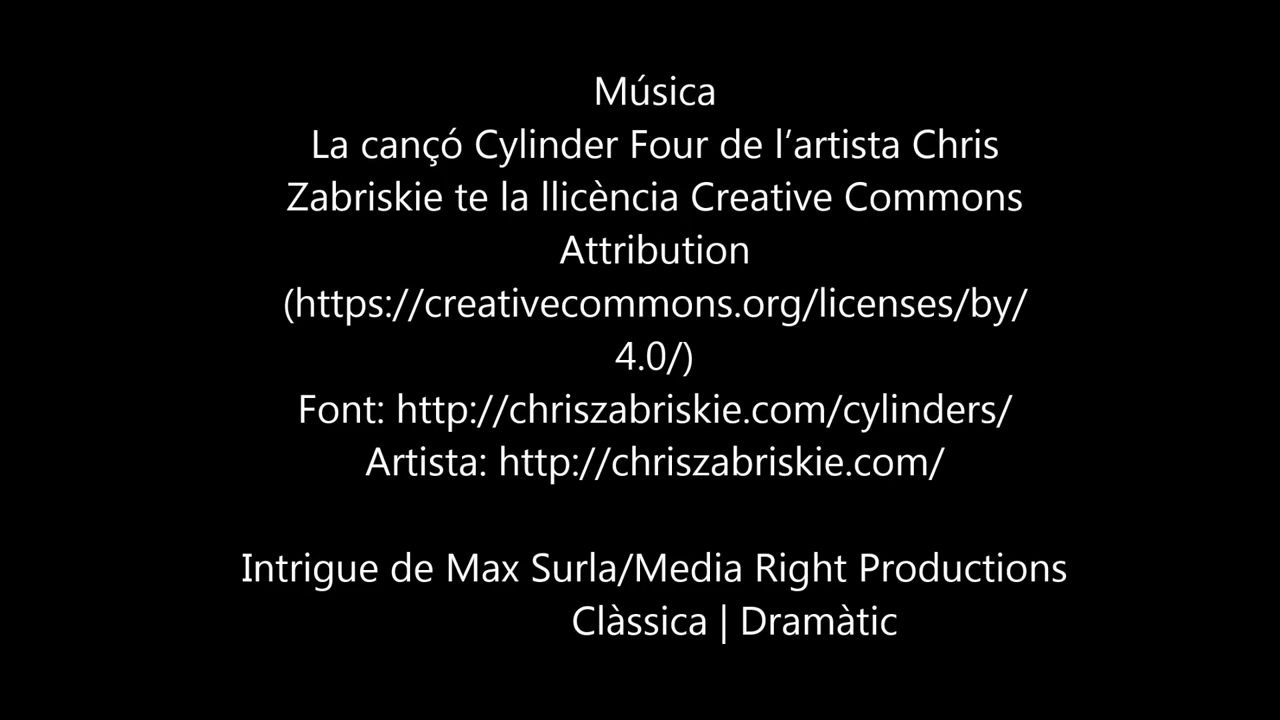 Música
La cançó Cylinder Four de l’artista Chris
Zabriskie te la llicència Creative Commons
Attribution
(https://creativecommons.org/licenses/by/
4.0/)
Font: http://chriszabriskie.com/cylinders/
Artista: http://chriszabriskie.com/
Intrigue de Max Surla/Media Right Productions
Clàssica | Dramàtic